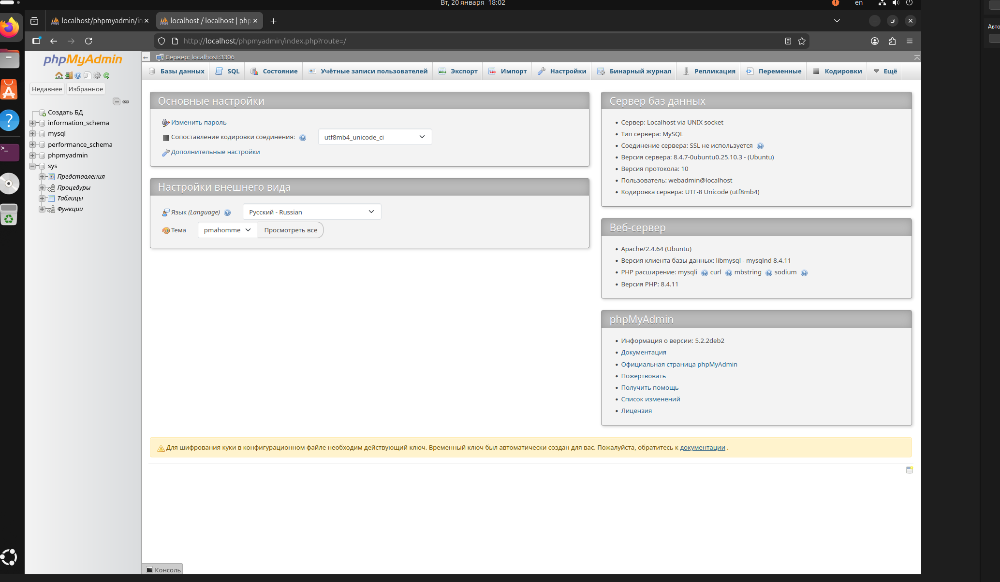 Вт, 20 января 18:02
en
localhost/phpmyadmin/in
localhost / localhost | php
http://localhost/phpmyadmin/index.php?route=/
Авто
phpMyAdmin
Недавнее
Избранное
Создать БД
information_schema
mysql
performance_schema
phpmyadmin
sys
Представления
Процедуры
Таблицы
Функции
Сервер: localhost:3306
Базы данных
SQL
Состояние
Учётные записи пользователей
Экспорт
Импорт
Настройки
Бинарный журнал
Репликация
Переменные
Кодировки
Ещё
Основные настройки
Изменить пароль
Сопоставление кодировки соединения:
utf8mb4_unicode_ci
Дополнительные настройки
Настройки внешнего вида
Язык (Language)
Русский - Russian
Тема
pmahomme
Просмотреть все
Сервер баз данных
Сервер: Localhost via UNIX socket
Тип сервера: MySQL
Соединение сервера: SSL не используется
Версия сервера: 8.4.7-0ubuntu0.25.10.3 - (Ubuntu)
Версия протокола: 10
Пользователь: webadmin@localhost
Кодировка сервера: UTF-8 Unicode (utf8mb4)
Веб-сервер
Apache/2.4.64 (Ubuntu)
Версия клиента базы данных: libmysql - mysqlnd 8.4.11
PHP расширение: mysqli curl mbstring sodium
Версия PHP: 8.4.11
phpMyAdmin
Информация о версии: 5.2.2deb2
Документация
Официальная страница phpMyAdmin
Пожертвовать
Получить помощь
Список изменений
Лицензия
Для шифрования куки в конфигурационном файле необходим действующий ключ. Временный ключ был автоматически создан для вас. Пожалуйста, обратитесь к документации .
Консоль